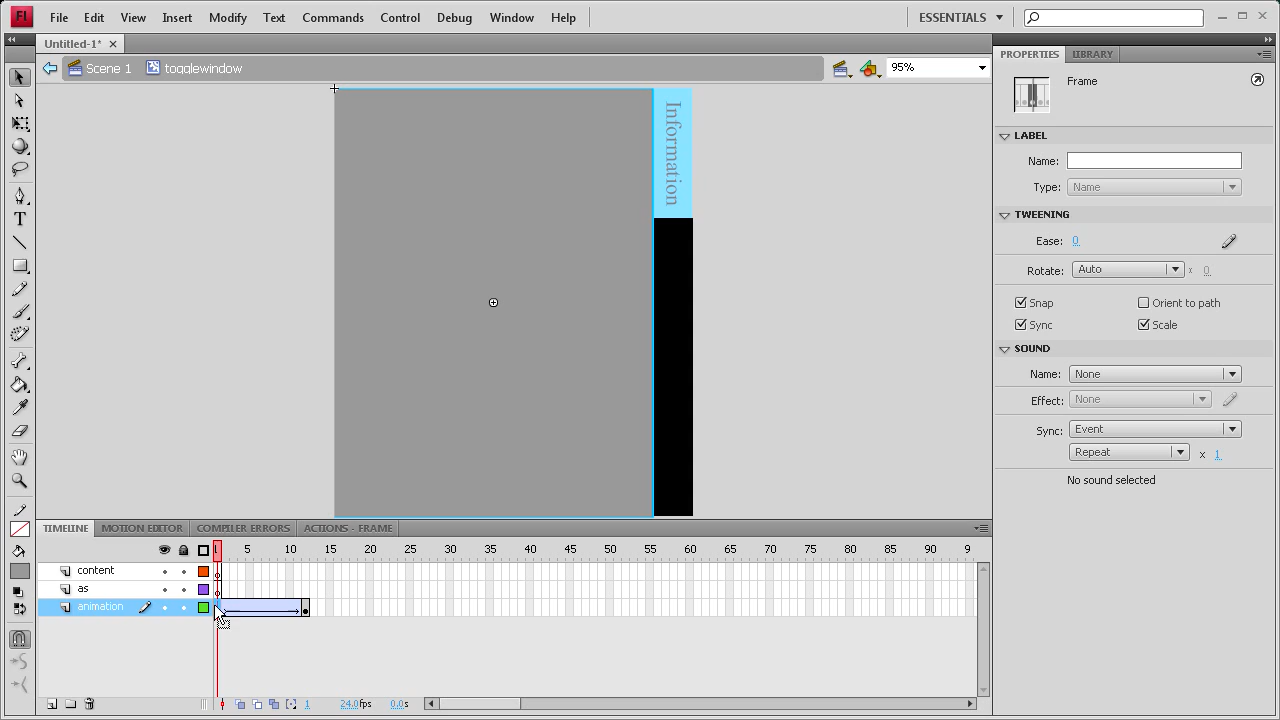 Fl File Edit View Insert Modify Text Commands Control Debug Window Help ESSENTIALS
Untitled-1*
Scene 1 togglewindow 95%
Information
PROPERTIES LIBRARY
Frame
LABEL
Name:
Type: Name
TWEENING
Ease: 0
Rotate: Auto x 0
Snap Orient to path
Sync Scale
SOUND
Name: None
Effect: None
Sync: Event
Repeat x 1
No sound selected
TIMELINE MOTION EDITOR COMPILER ERRORS ACTIONS - FRAME
1 5 10 15 20 25 30 35 40 45 50 55 60 65 70 75 80 85 90 9
content
as
animation
1 24.0fps 0.0s